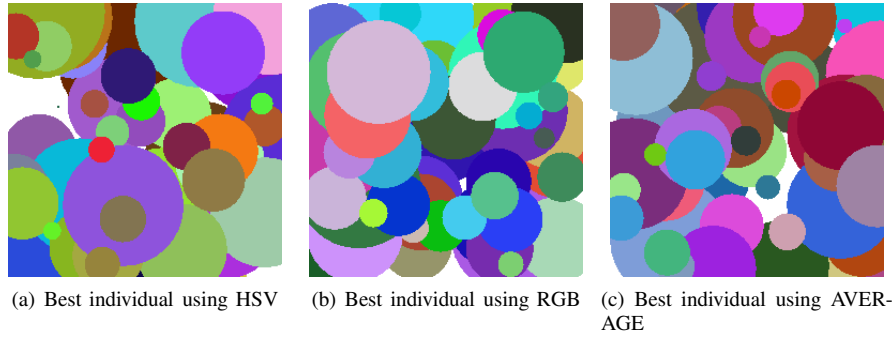 (a) Best individual using HSV
(b) Best individual using RGB
(c) Best individual using AVER-
AGE